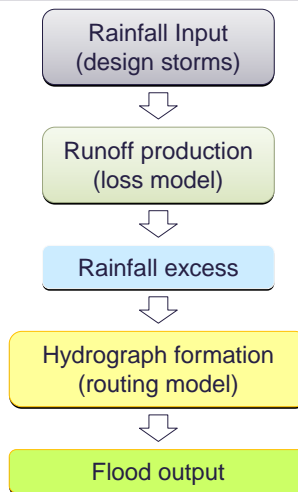 Rainfall Input
(design storms)
Runoff production
(loss model)
Rainfall excess
Hydrograph formation
(routing model)
Flood output